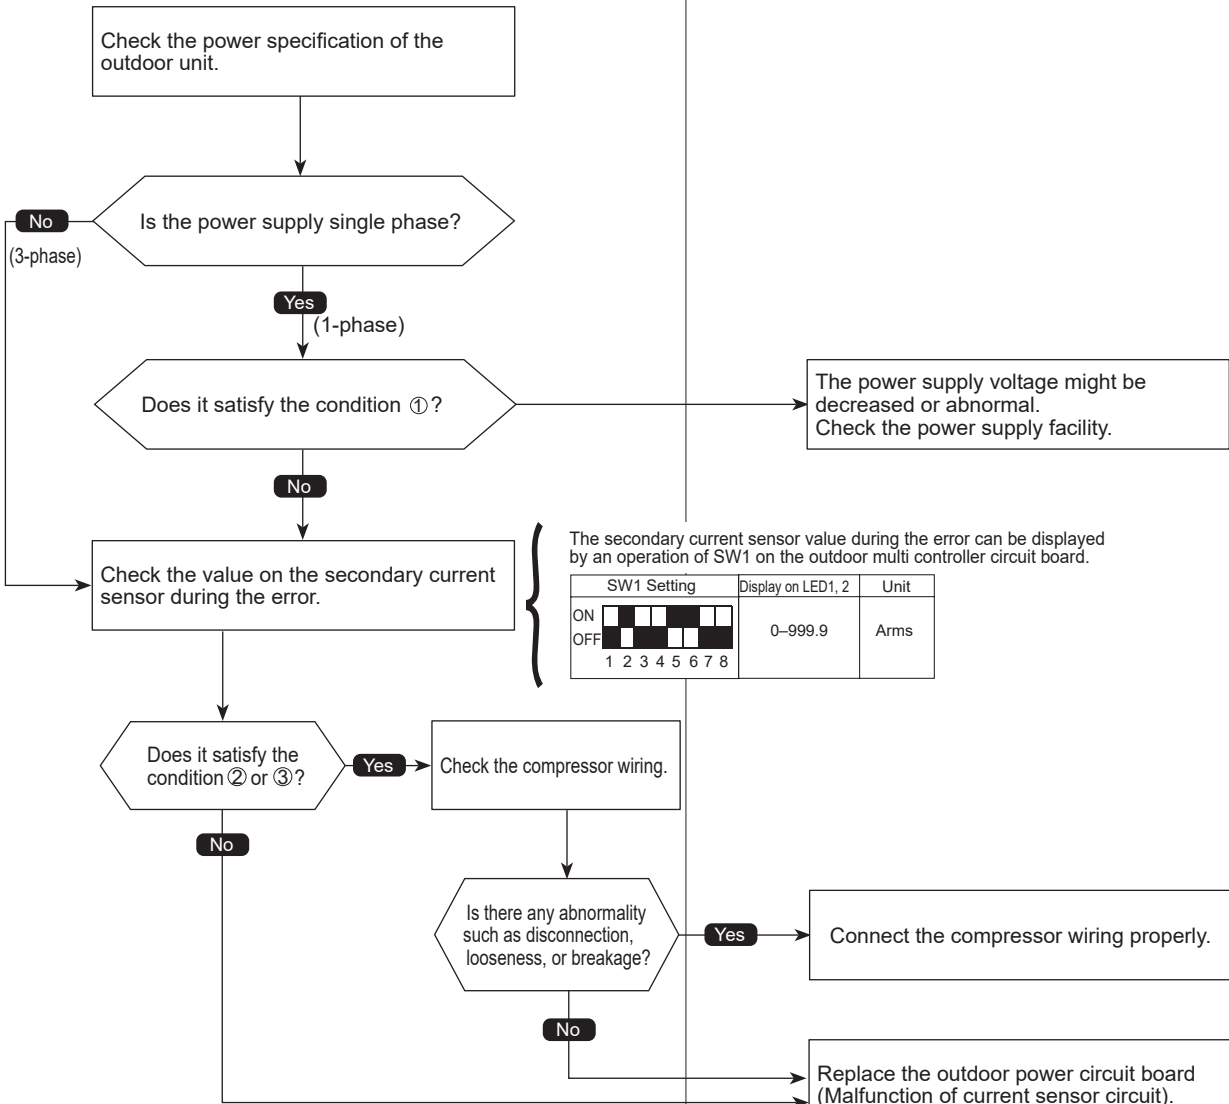 Check the power specification of the
outdoor unit.
Is the power supply single phase?
No
(3-phase)
Yes
(1-phase)
Does it satisfy the condition ①?
The power supply voltage might be
decreased or abnormal.
Check the power supply facility.
No
Check the value on the secondary current
sensor during the error.
The secondary current sensor value during the error can be displayed
by an operation of SW1 on the outdoor multi controller circuit board.
SW1 Setting Display on LED1, 2 Unit
ON
OFF
1 2 3 4 5 6 7 8
0–999.9 Arms
Does it satisfy the
condition ② or ③?
Yes
Check the compressor wiring.
No
Is there any abnormality
such as disconnection,
looseness, or breakage?
Yes
Connect the compressor wiring properly.
No
Replace the outdoor power circuit board
(Malfunction of current sensor circuit).